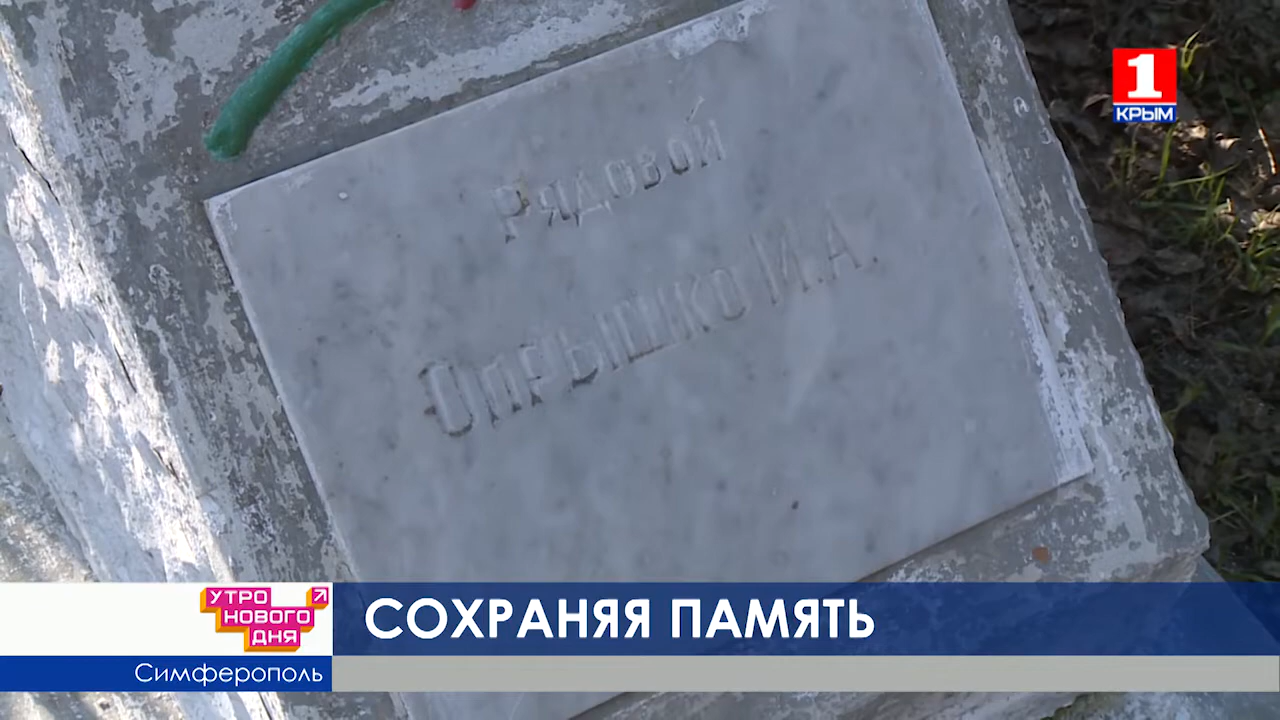 1
КРЫМ
Рядовой
Опрышко И.А.
УТРО
НОВОГО
ДНЯ
СОХРАНЯЯ ПАМЯТЬ
Симферополь